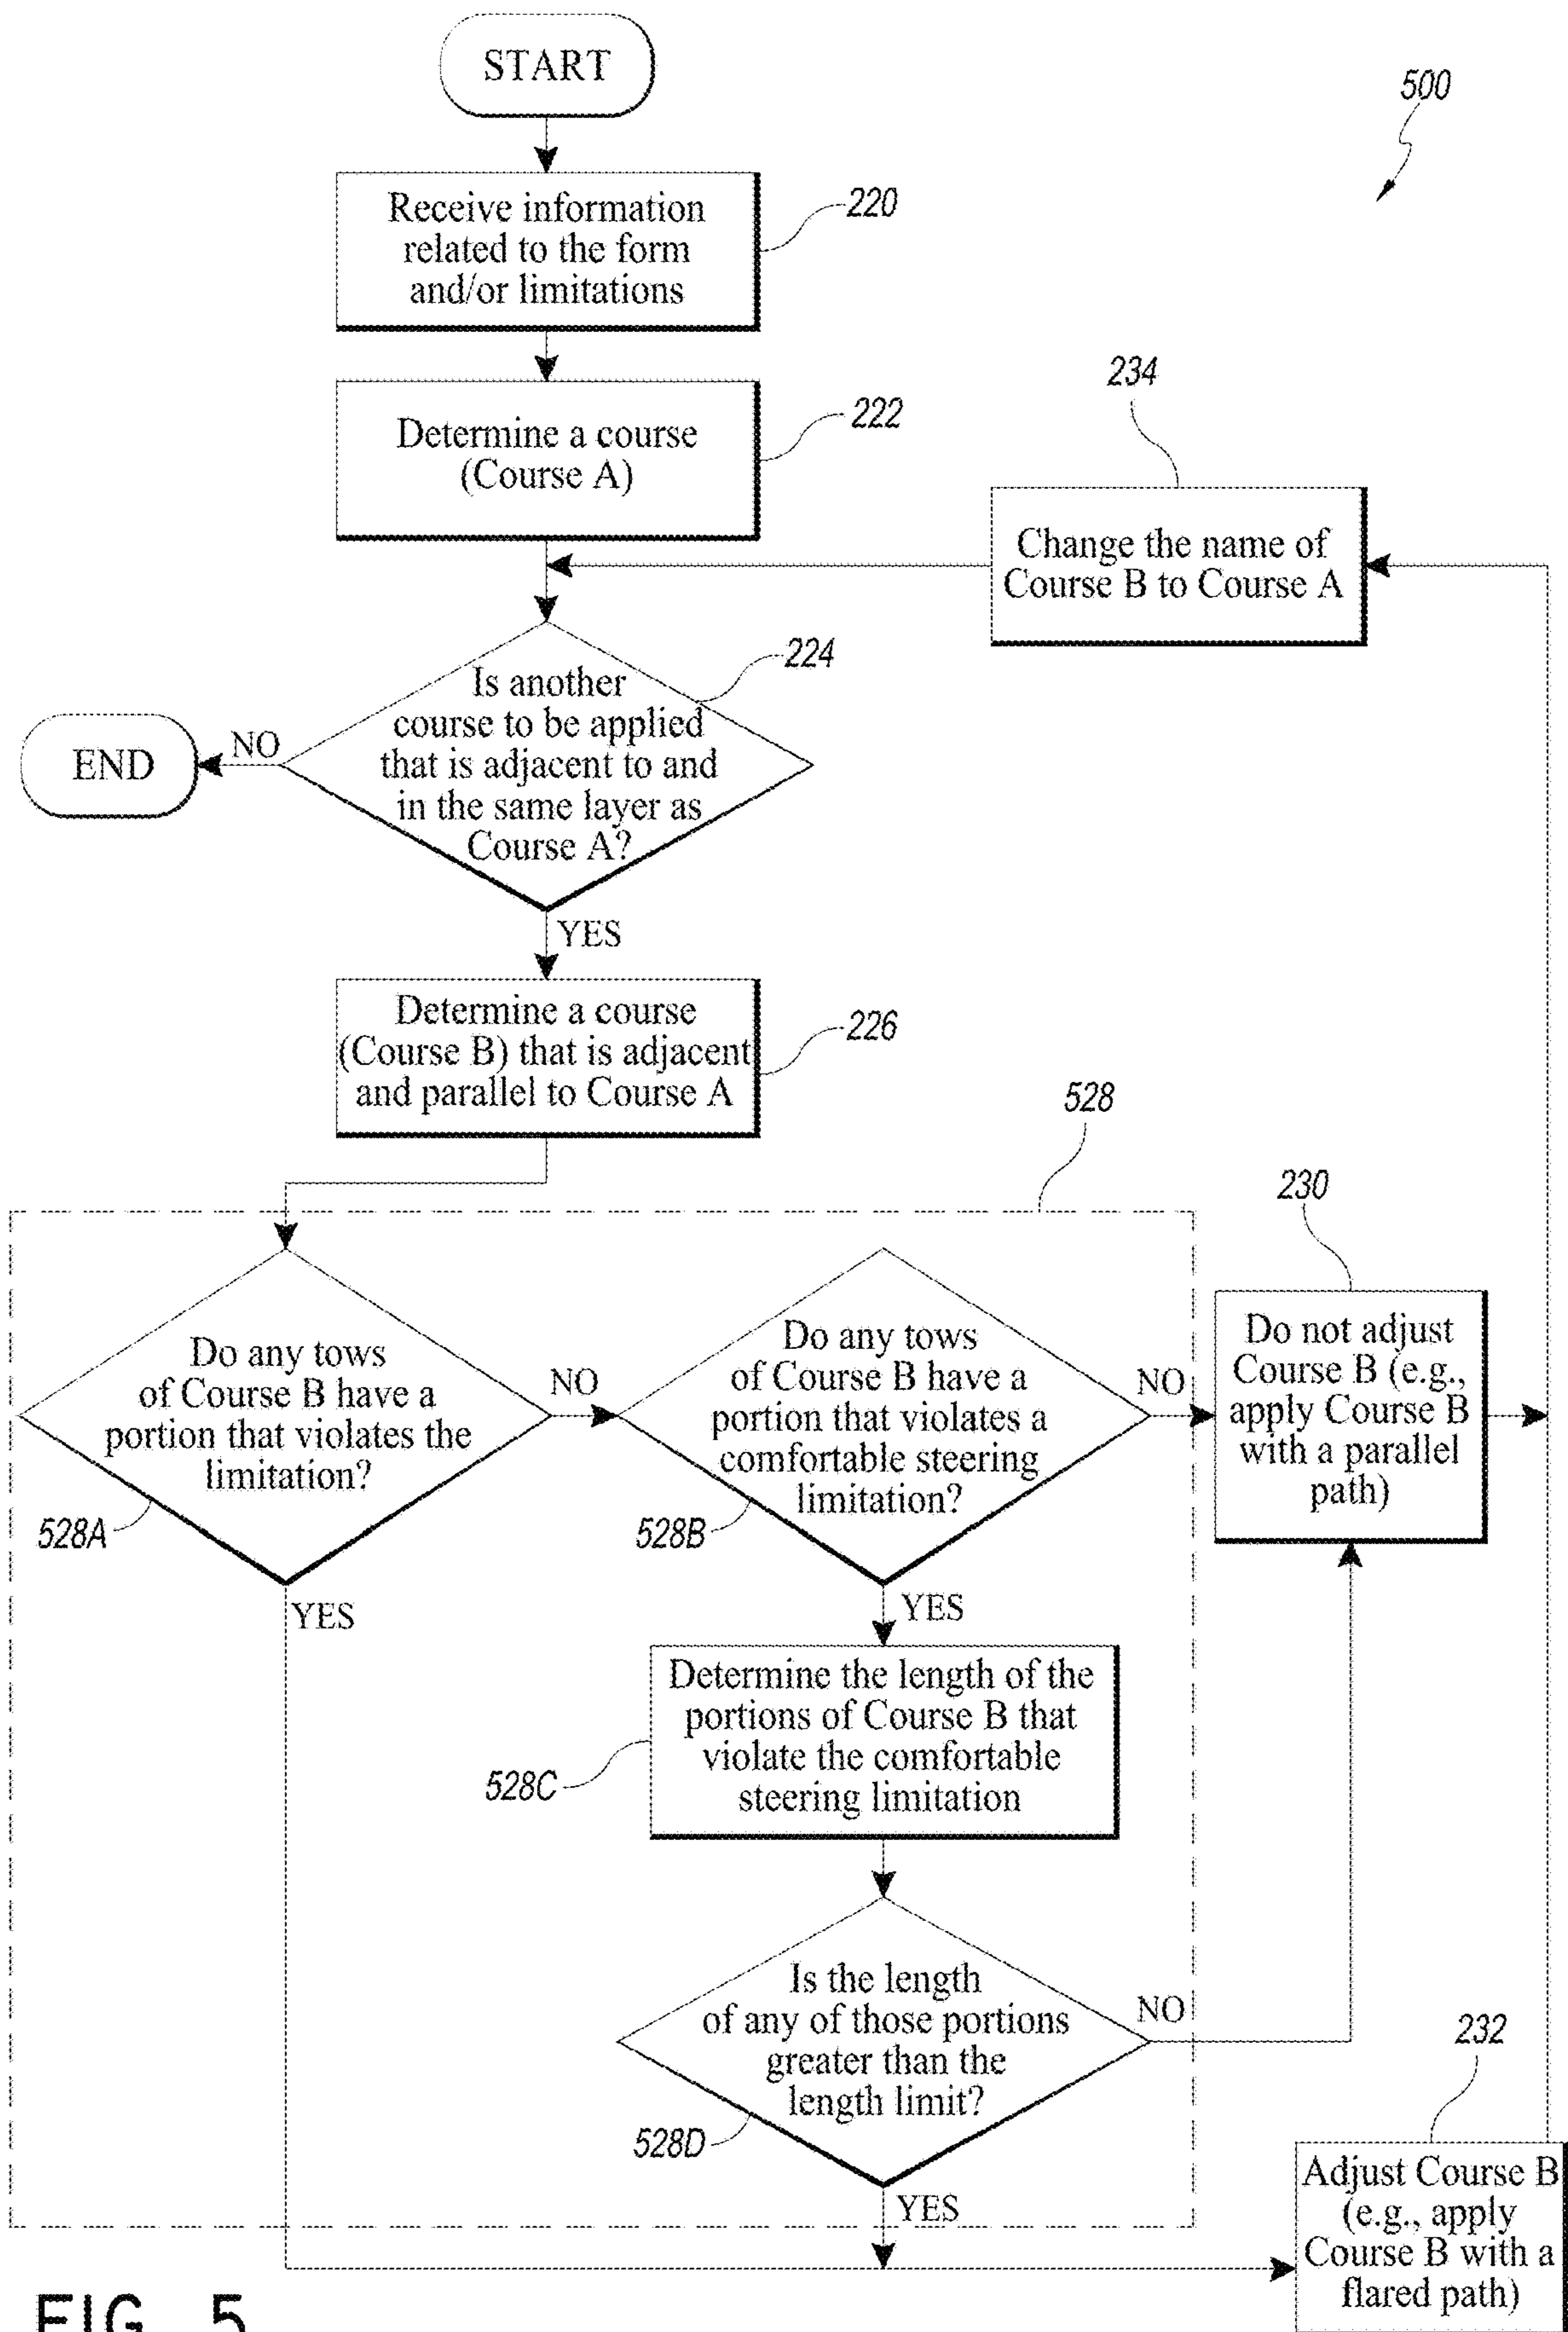 START
500
Receive information
related to the form
and/or limitations
220
Determine a course
(Course A)
222
234
Change the name of
Course B to Course A
224
Is another
course to be applied
that is adjacent to and
in the same layer as
Course A?
NO
END
YES
Determine a course
(Course B) that is adjacent
and parallel to Course A
226
528
230
Do any tows
of Course B have a
portion that violates the
limitation?
528A
NO
YES
Do any tows
of Course B have a
portion that violates a
comfortable steering
limitation?
528B
NO
YES
Do not adjust
Course B (e.g.,
apply Course B
with a parallel
path)
Determine the length of the
portions of Course B that
violate the comfortable
steering limitation
528C
Is the length
of any of those portions
greater than the
length limit?
528D
NO
YES
232
Adjust Course B
(e.g., apply
Course B with a
flared path)
FIG. 5